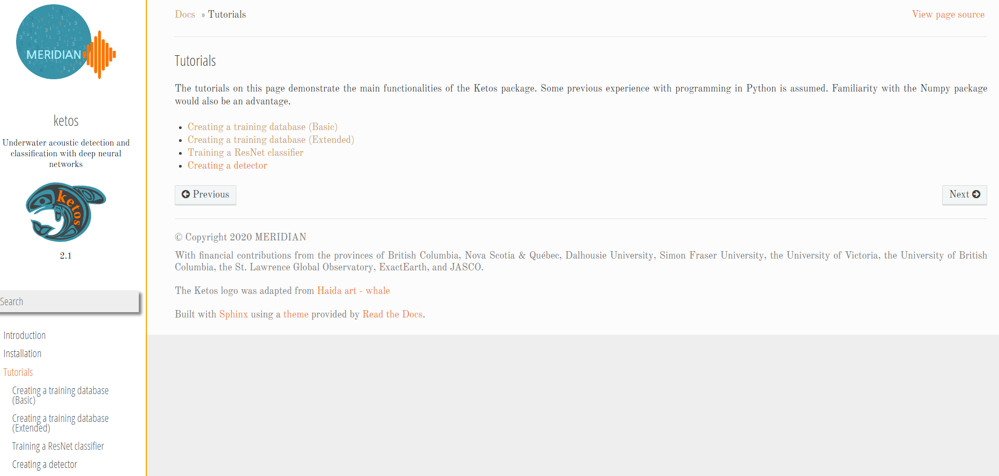 MERIDIAN
ketos
Underwater acoustic detection and
classification with deep neural
networks
ketos
2.1
Search
Introduction
Installation
Tutorials
Creating a training database
(Basic)
Creating a training database
(Extended)
Training a ResNet classifier
Creating a detector
Docs » Tutorials
View page source
Tutorials
The tutorials on this page demonstrate the main functionalities of the Ketos package. Some previous experience with programming in Python is assumed. Familiarity with the Numpy package
would also be an advantage.
• Creating a training database (Basic)
• Creating a training database (Extended)
• Training a ResNet classifier
• Creating a detector
Previous
Next
© Copyright 2020 MERIDIAN
With financial contributions from the provinces of British Columbia, Nova Scotia & Québec, Dalhousie University, Simon Fraser University, the University of Victoria, the University of British
Columbia, the St. Lawrence Global Observatory, ExactEarth, and JASCO.
The Ketos logo was adapted from Haida art - whale
Built with Sphinx using a theme provided by Read the Docs.